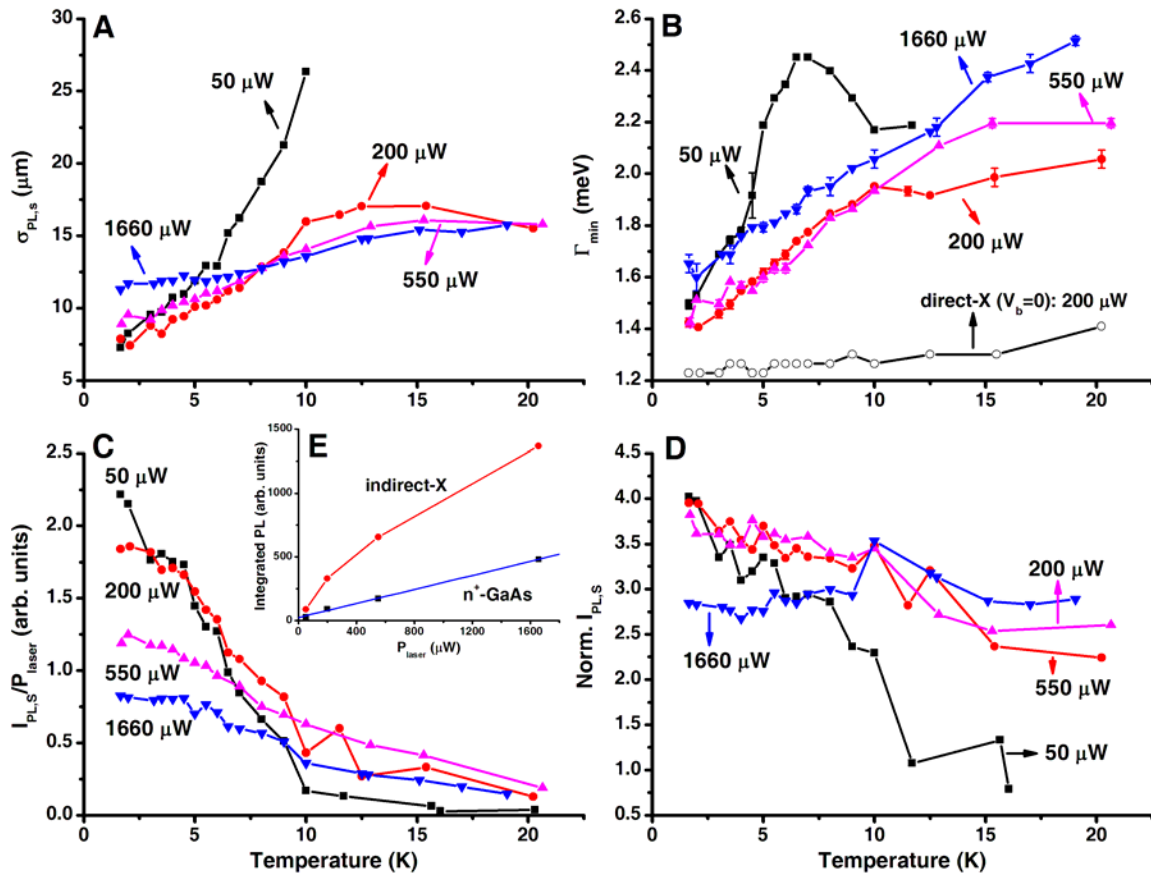 A
30
25
20
15
10
5
σPL,s (μm)
50 μW
200 μW
1660 μW
550 μW
0 5 10 15 20
B
2.6
2.4
2.2
2.0
1.8
1.6
1.4
1.2
Γmin (meV)
1660 μW
550 μW
50 μW
200 μW
direct-X (Vb=0): 200 μW
0 5 10 15 20
C
2.5
2.0
1.5
1.0
0.5
0.0
IPL,S/Plaser (arb. units)
50 μW
200 μW
550 μW
1660 μW
0 5 10 15 20
Temperature (K)
E
1500
1000
500
0
Integrated PL (arb. units)
indirect-X
n+-GaAs
0 400 800 1200 1600
Plaser (μW)
D
4.5
4.0
3.5
3.0
2.5
2.0
1.5
1.0
0.5
Norm. IPL,S
200 μW
1660 μW
550 μW
50 μW
0 5 10 15 20
Temperature (K)